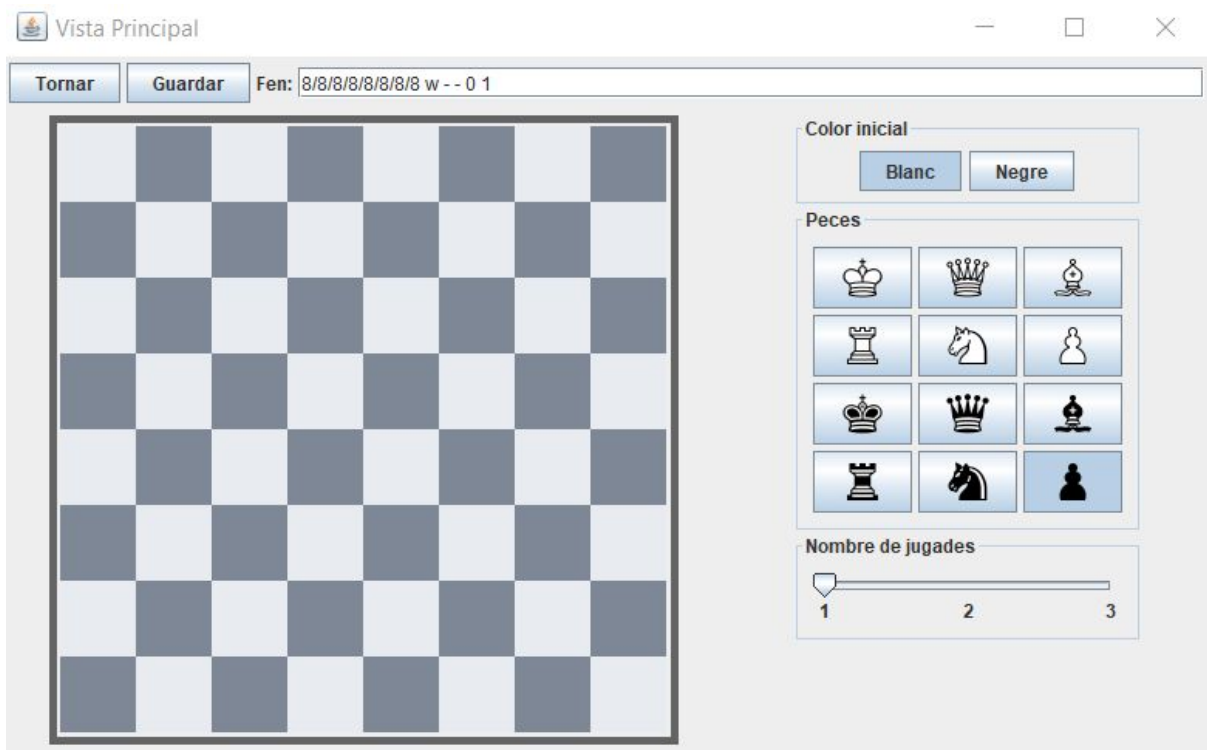 Vista Principal
Tornar Guardar Fen: 8/8/8/8/8/8/8/8 w - - 0 1
Color inicial
Blanc Negre
Peces
Nombre de jugades
1 2 3